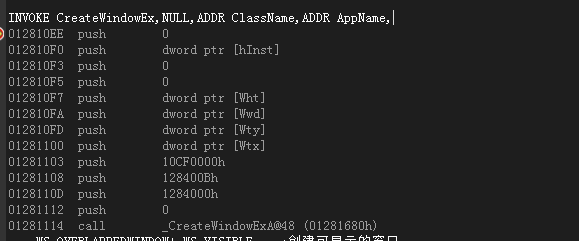 INVOKE CreateWindowEx,NULL,ADDR ClassName,ADDR AppName,
012810EE push 0
012810F0 push dword ptr [hInst]
012810F3 push 0
012810F5 push 0
012810F7 push dword ptr [Wht]
012810FA push dword ptr [Wwd]
012810FD push dword ptr [Wty]
01281100 push dword ptr [Wtx]
01281103 push 10CF0000h
01281108 push 128400Bh
0128110D push 1284000h
01281112 push 0
01281114 call _CreateWindowExA@48 (01281680h)
WS_OVERLAPPEDWINDOW+WS_VISIBLE ;创建可显示的窗口